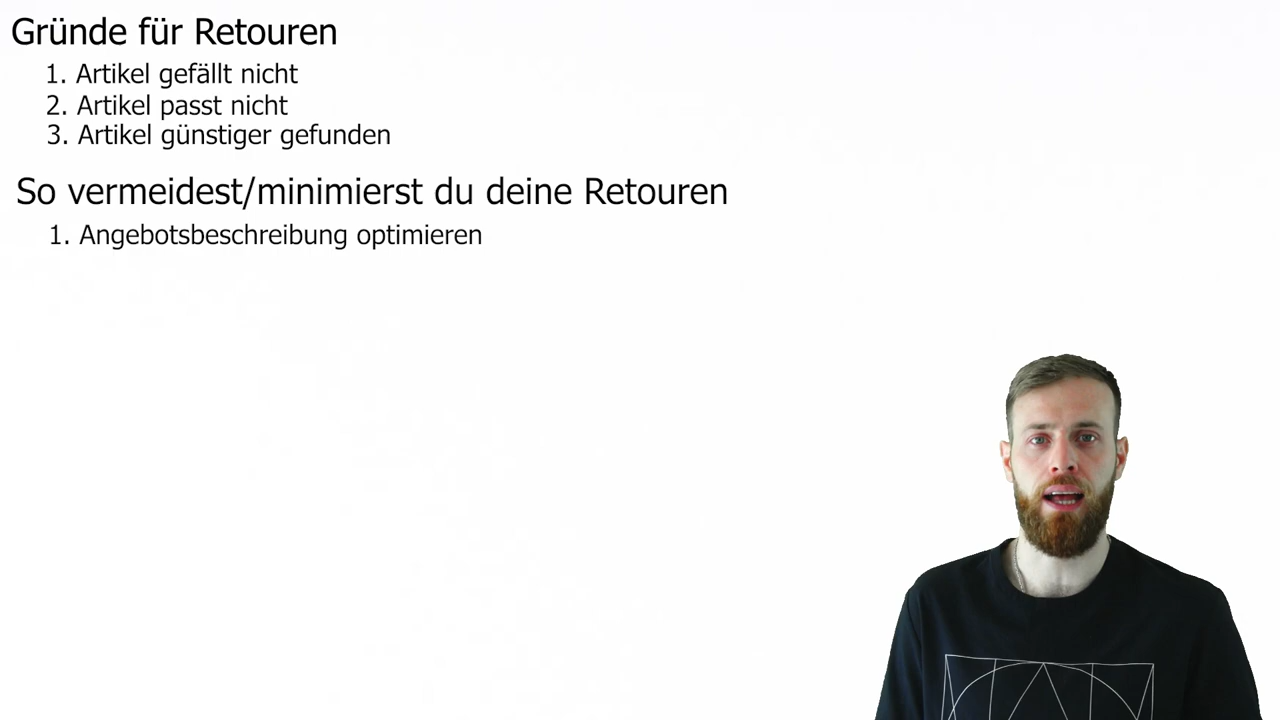 Gründe für Retouren
1. Artikel gefällt nicht
2. Artikel passt nicht
3. Artikel günstiger gefunden
So vermeidest/minimierst du deine Retouren
1. Angebotsbeschreibung optimieren